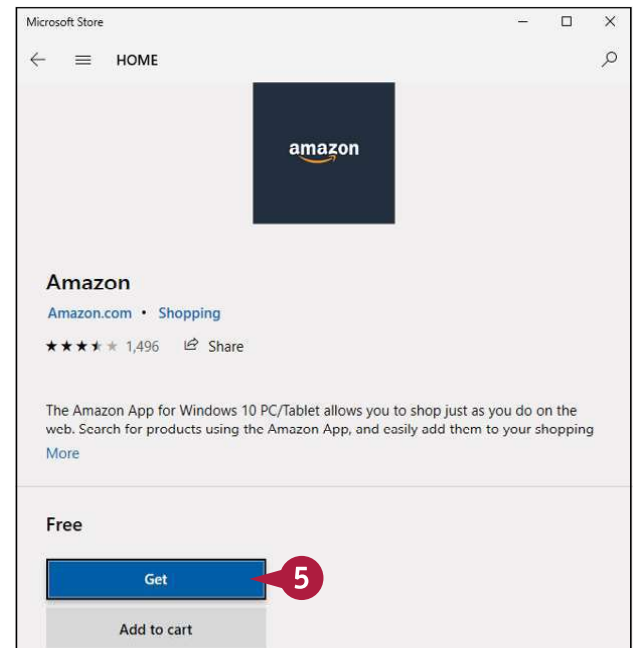 Microsoft Store
HOME
amazon
Amazon
Amazon.com • Shopping
1,496 Share
The Amazon App for Windows 10 PC/Tablet allows you to shop just as you do on the
web. Search for products using the Amazon App, and easily add them to your shopping
More
Free
Get
5
Add to cart